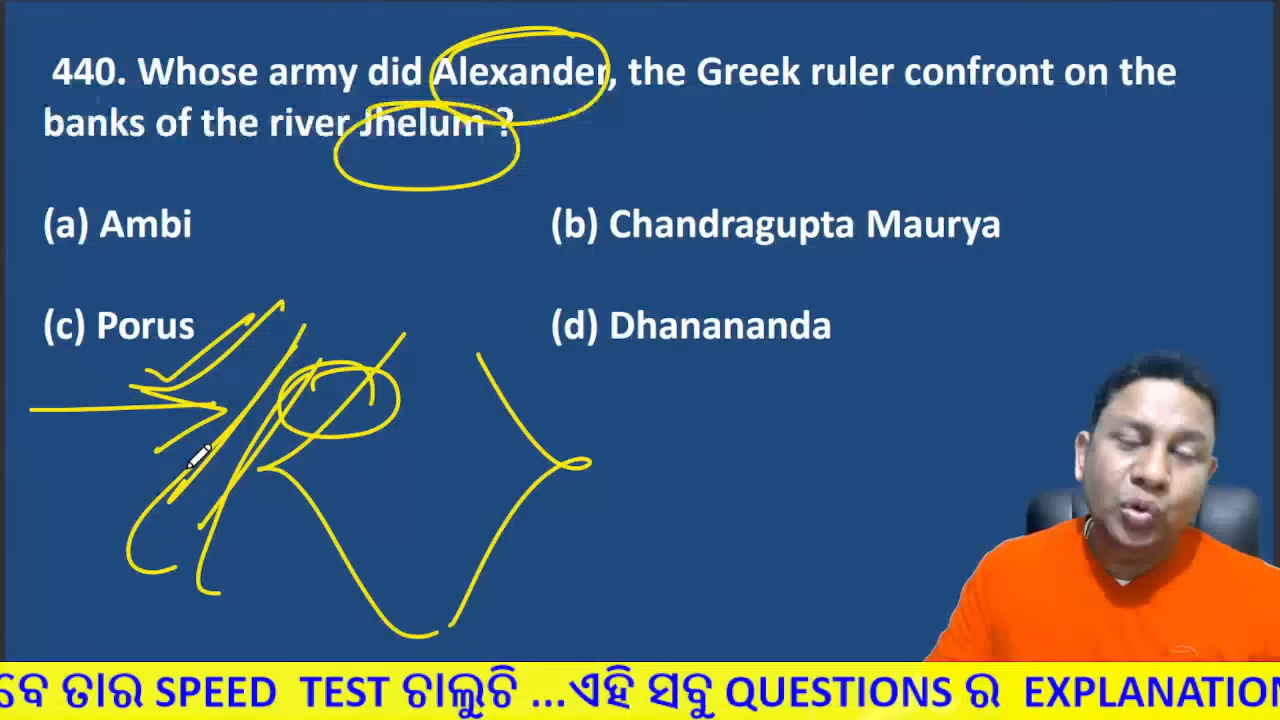 440. Whose army did Alexander, the Greek ruler confront on the
banks of the river Jhelum ?
(a) Ambi
(b) Chandragupta Maurya
(c) Porus
(d) Dhanananda
ବେ ତାର SPEED TEST ଚାଲୁଚି ...ଏହି ସବୁ QUESTIONS ର EXPLANATION